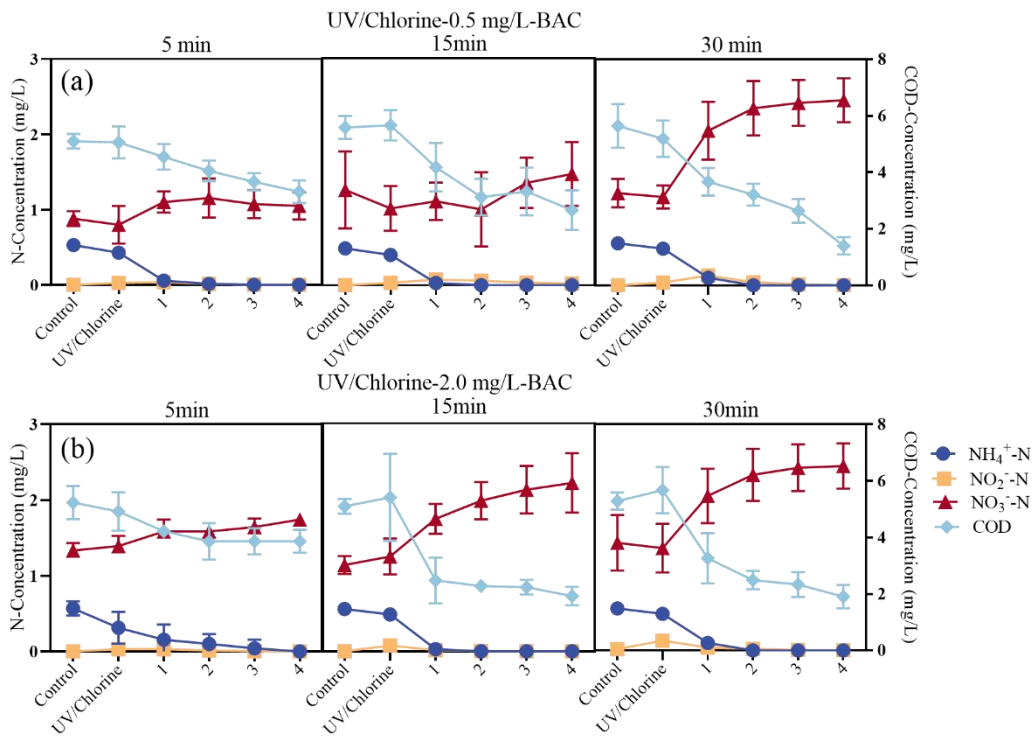 UV/Chlorine-0.5 mg/L-BAC
5 min
15min
30 min
(a)
N-Concentration (mg/L)
3
2
1
0
8
6
4
2
0
COD-Concentration (mg/L)
Control
UV/Chlorine
1
2
3
4
Control
UV/Chlorine
1
2
3
4
Control
UV/Chlorine
1
2
3
4
UV/Chlorine-2.0 mg/L-BAC
5min
15min
30min
(b)
N-Concentration (mg/L)
3
2
1
0
8
6
4
2
0
COD-Concentration (mg/L)
Control
UV/Chlorine
1
2
3
4
Control
UV/Chlorine
1
2
3
4
Control
UV/Chlorine
1
2
3
4
NH₄⁺-N
NO₂⁻-N
NO₃⁻-N
COD